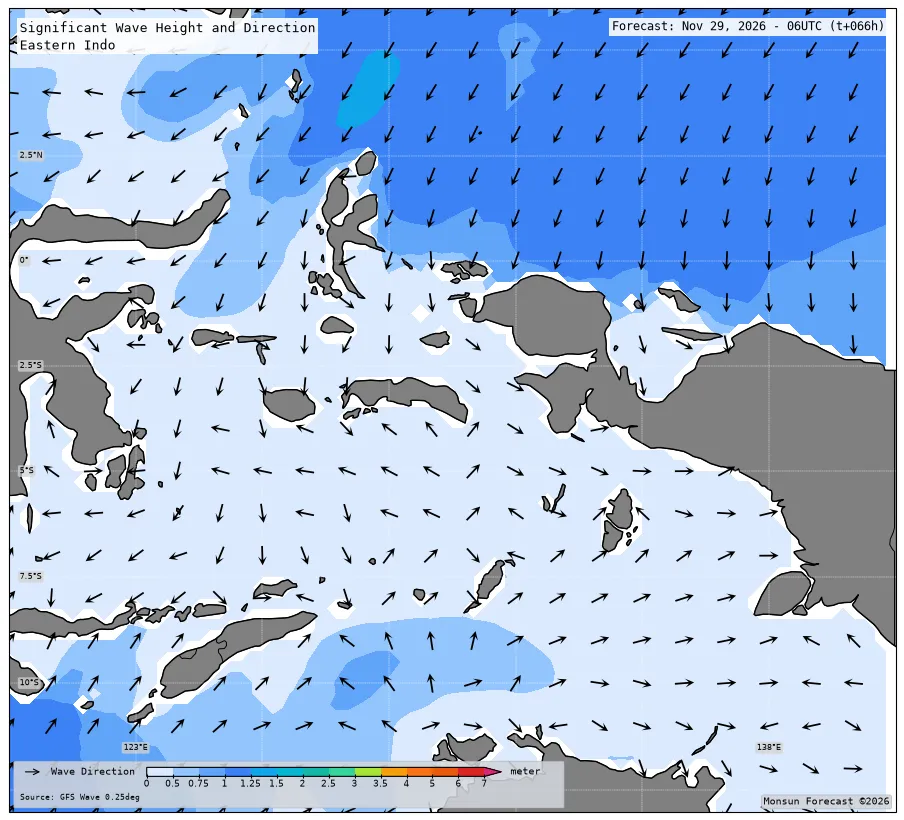 Significant Wave Height and Direction
Eastern Indo
Forecast: Nov 29, 2026 - 06UTC (t+066h)
2.5°N
0°
2.5°S
5°S
7.5°S
10°S
123°E
138°E
Wave Direction
meter
0 0.5 0.75 1 1.25 1.5 2 2.5 3 3.5 4 5 6 7
Source: GFS Wave 0.25deg
Monsun Forecast ©2026